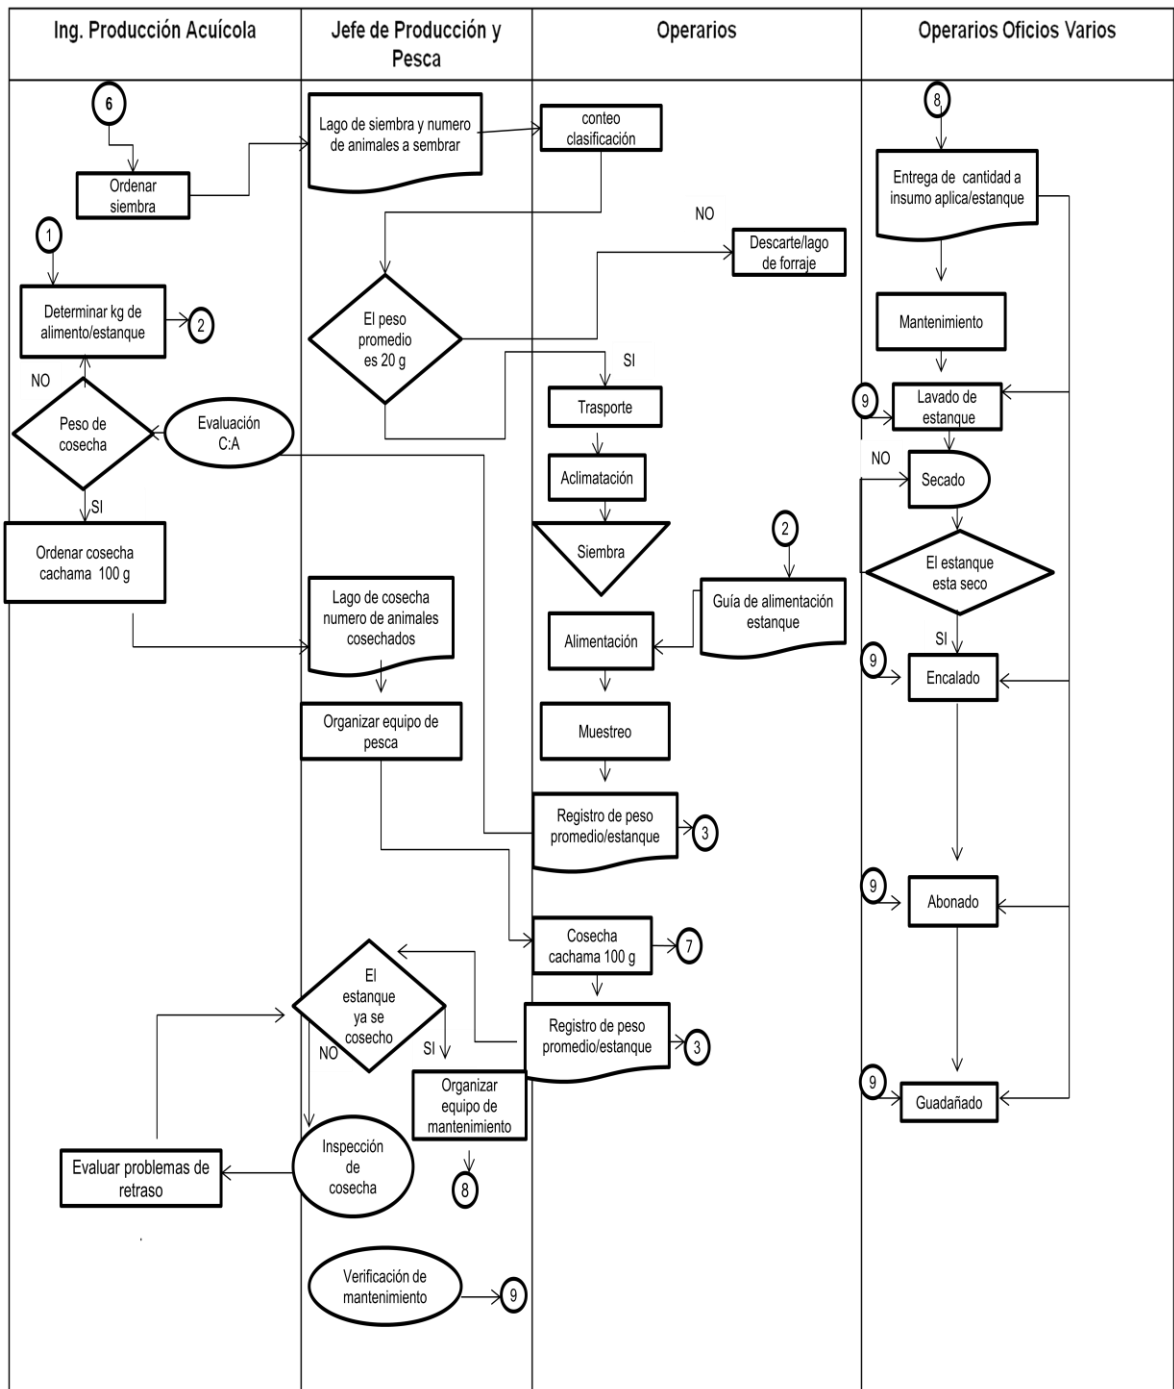 Ing. Producción Acuícola
Jefe de Producción y
Pesca
Operarios
Operarios Oficios Varios
6
Ordenar
siembra
1
Determinar kg de
alimento/estanque
2
NO
Peso de
cosecha
Evaluación
C:A
SI
Ordenar cosecha
cachama 100 g
Evaluar problemas de
retraso
Lago de siembra y numero
de animales a sembrar
El peso
promedio
es 20 g
Lago de cosecha
numero de animales
cosechados
Organizar equipo de
pesca
El
estanque
ya se
cosecho
NO
SI
Organizar
equipo de
mantenimiento
8
Inspección
de
cosecha
Verificación de
mantenimiento
9
conteo
clasificación
NO
Descarte/lago
de forraje
SI
Trasporte
Aclimatación
Siembra
2
Guía de alimentación
estanque
Alimentación
Muestreo
Registro de peso
promedio/estanque
3
Cosecha
cachama 100 g
7
Registro de peso
promedio/estanque
3
8
Entrega de cantidad a
insumo aplica/estanque
Mantenimiento
9
Lavado de
estanque
NO
Secado
El estanque
esta seco
SI
9
Encalado
9
Abonado
9
Guadañado